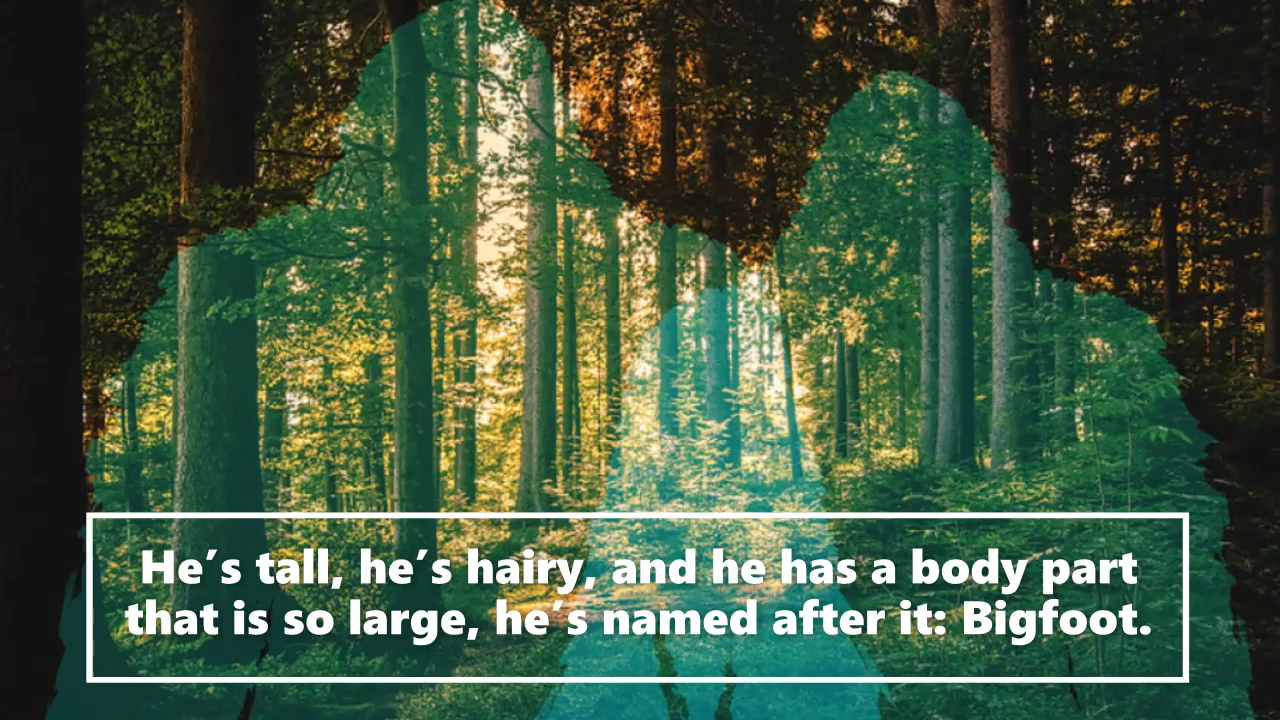 He’s tall, he’s hairy, and he has a body part
that is so large, he’s named after it: Bigfoot.